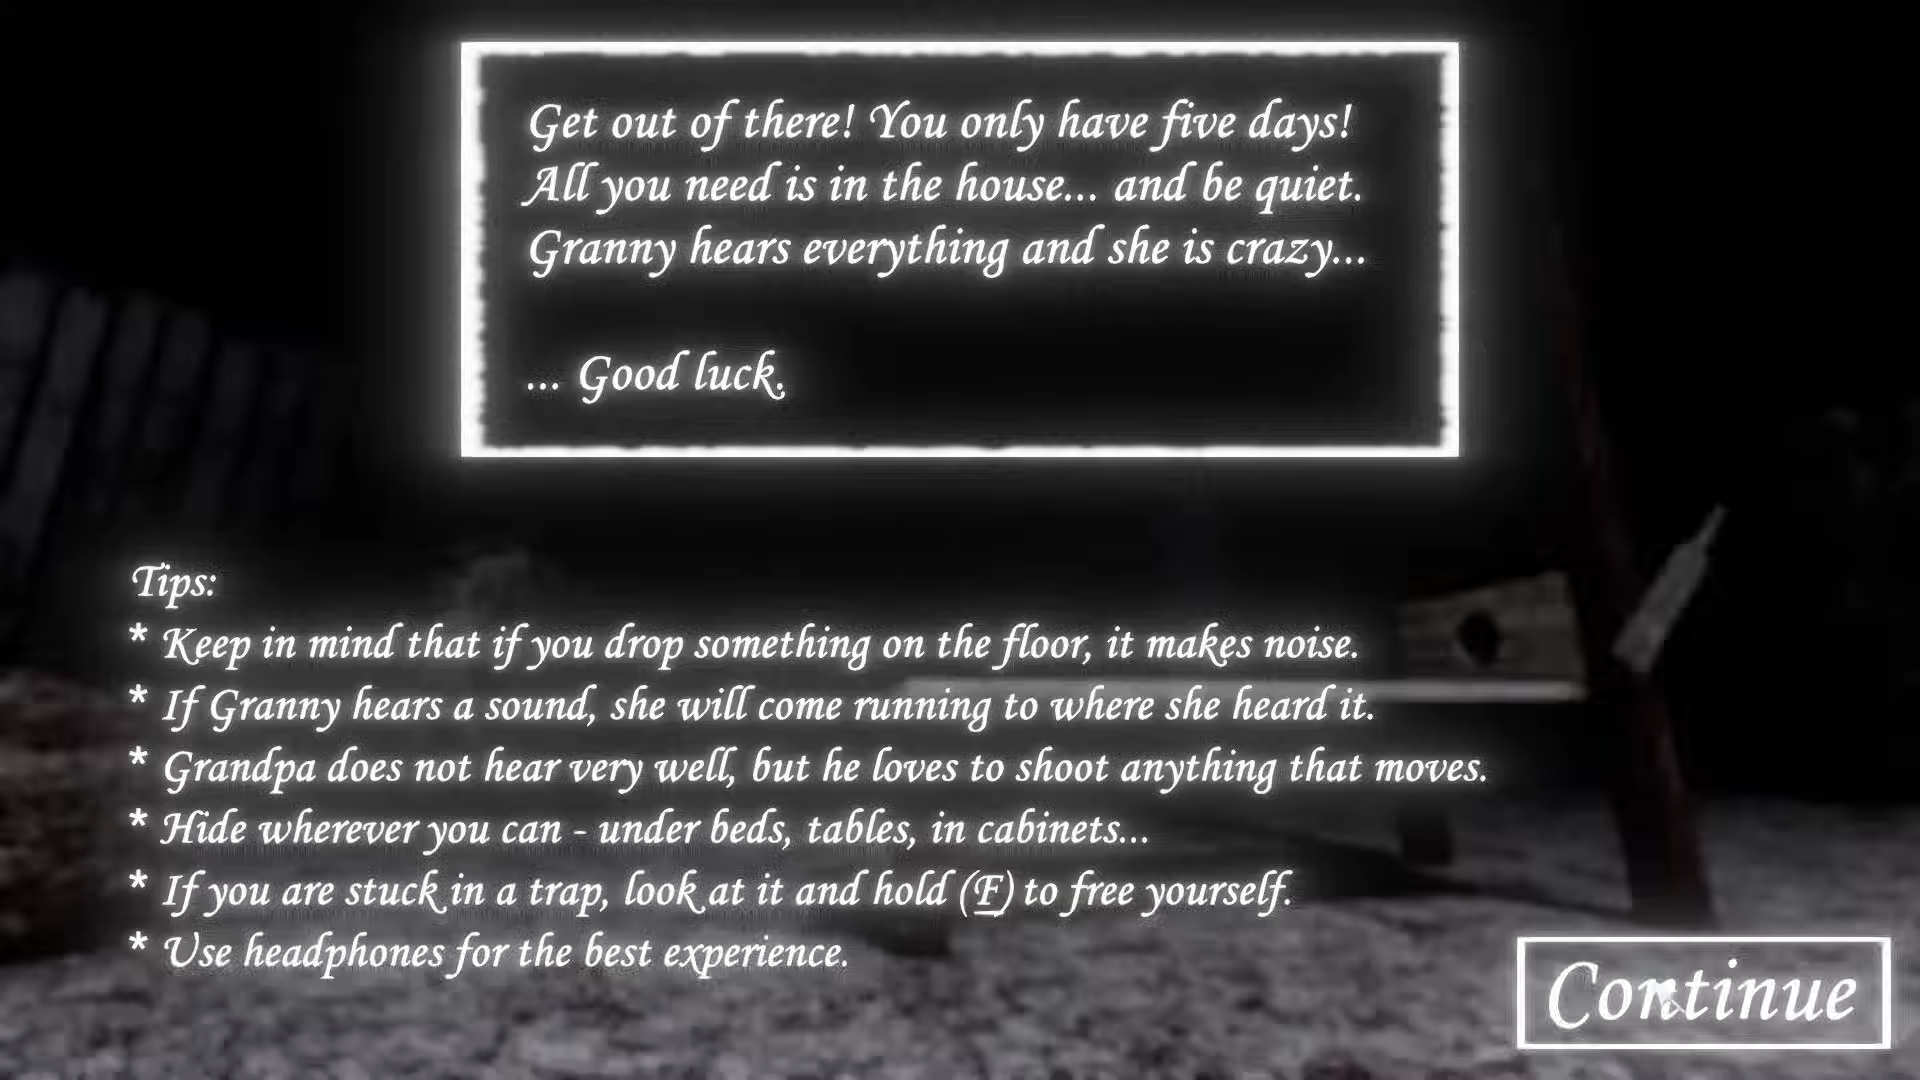 Get out of there! You only have five days!
All you need is in the house... and be quiet.
Granny hears everything and she is crazy...
... Good luck.
Tips:
* Keep in mind that if you drop something on the floor, it makes noise.
* If Granny hears a sound, she will come running to where she heard it.
* Grandpa does not hear very well, but he loves to shoot anything that moves.
* Hide wherever you can - under beds, tables, in cabinets...
* If you are stuck in a trap, look at it and hold (F) to free yourself.
* Use headphones for the best experience.
Continue